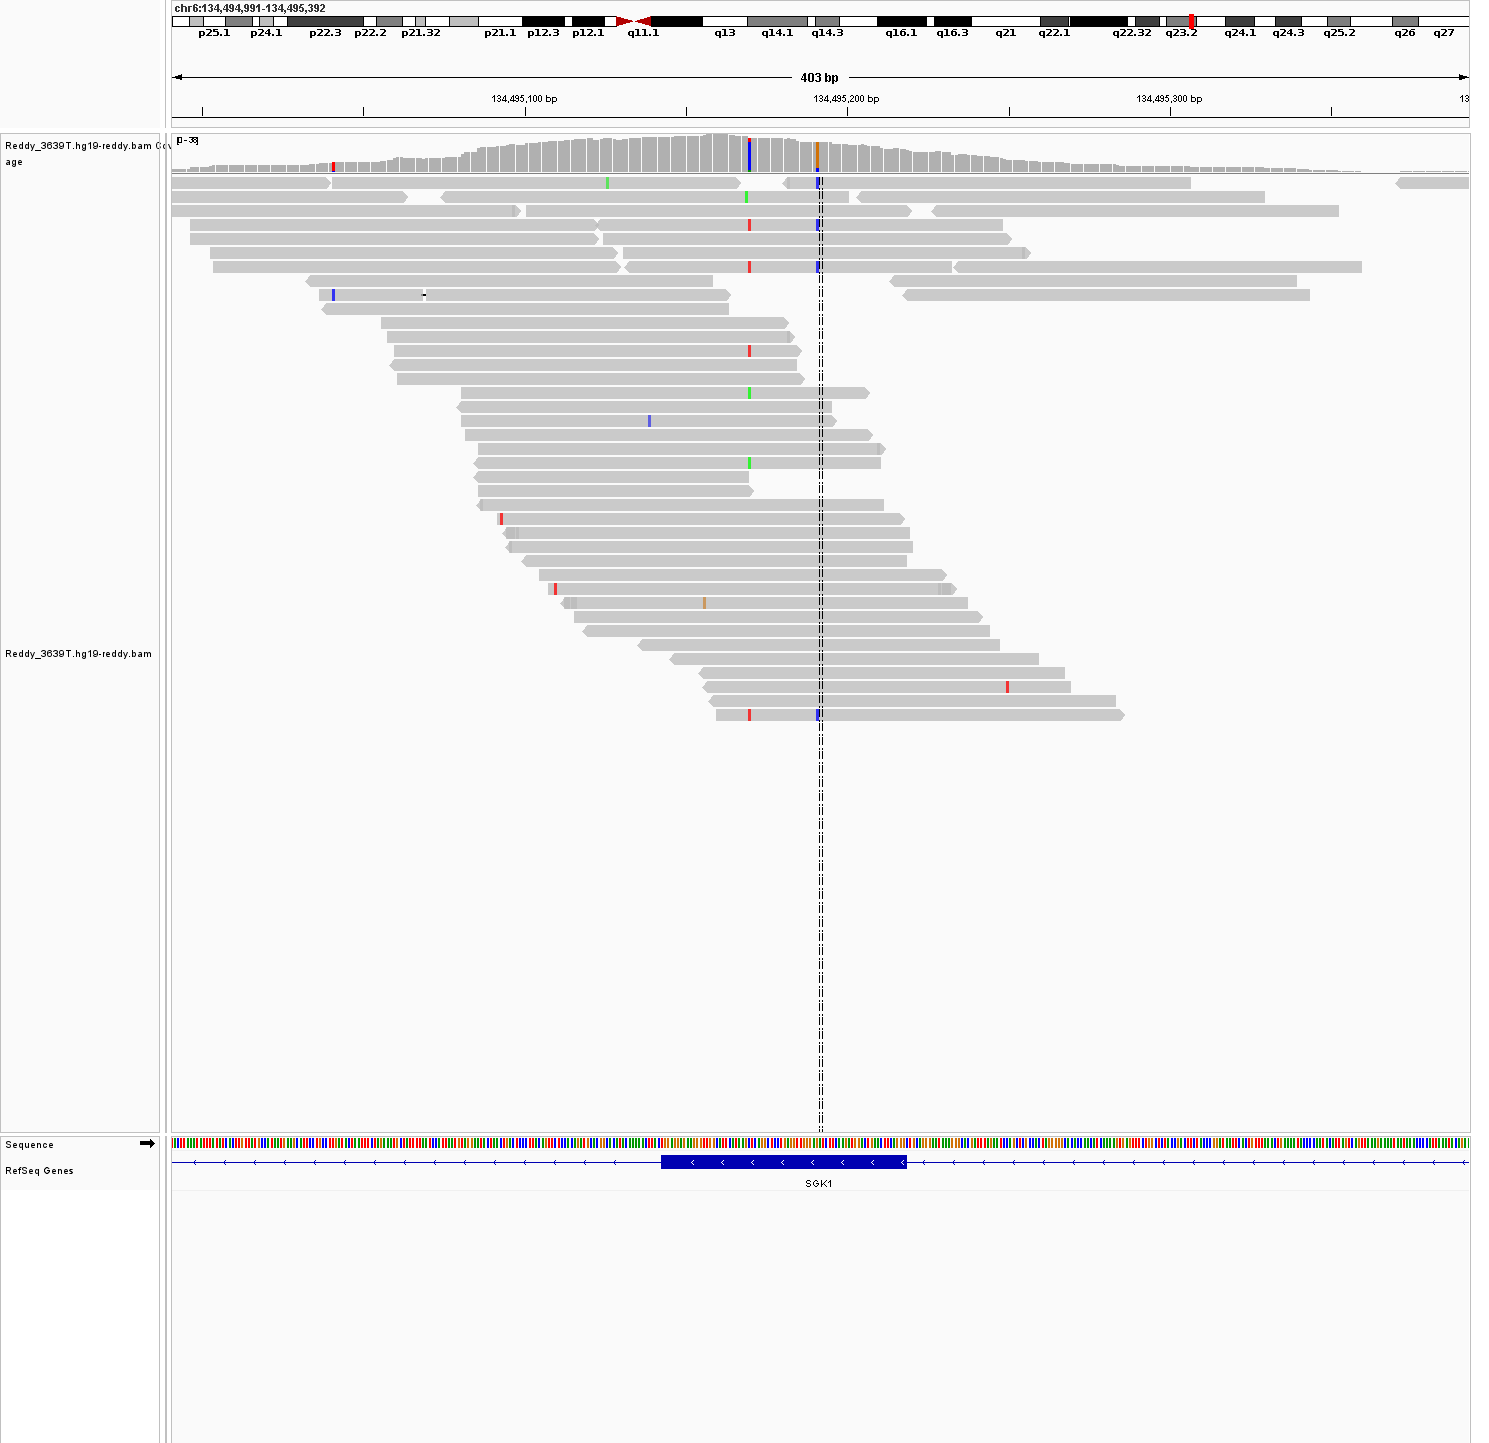 chr6:134,494,991-134,495,392
p25.1 p24.1 p22.3 p22.2 p21.32 p21.1 p12.3 p12.1 q11.1 q13 q14.1 q14.3 q16.1 q16.3 q21 q22.1 q22.32 q23.2 q24.1 q24.3 q25.2 q26 q27
403 bp
134,495,100 bp 134,495,200 bp 134,495,300 bp 13
Reddy_3639T.hg19-reddy.bam Cov
age
[0-38]
Reddy_3639T.hg19-reddy.bam
Sequence
RefSeq Genes
SGK1